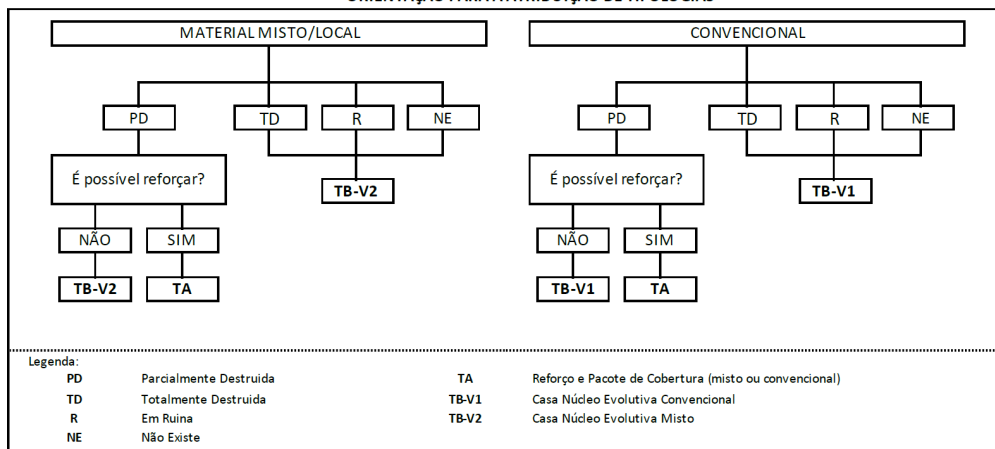 MATERIAL MISTO/LOCAL
PD TD R NE
É possível reforçar?
TB-V2
NÃO SIM
TB-V2 TA
CONVENCIONAL
PD TD R NE
É possível reforçar?
TB-V1
NÃO SIM
TB-V1 TA
Legenda:
PD Parcialmente Destruida
TD Totalmente Destruida
R Em Ruina
NE Não Existe
TA Reforço e Pacote de Cobertura (misto ou convencional)
TB-V1 Casa Núcleo Evolutiva Convencional
TB-V2 Casa Núcleo Evolutiva Misto